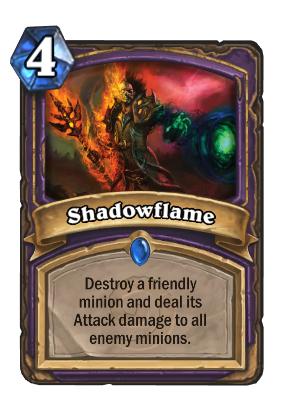 4
Shadowflame
Destroy a friendly
minion and deal its
Attack damage to all
enemy minions.